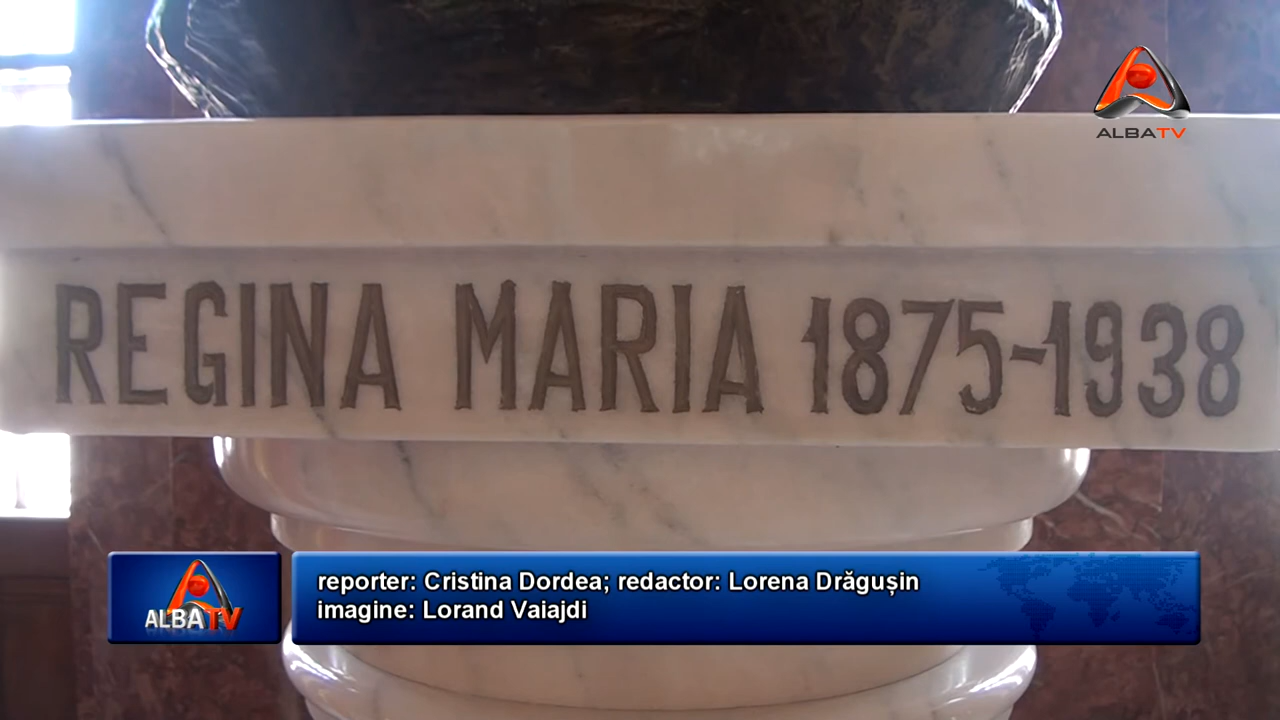 ALBATV
REGINA MARIA 1875-1938
ALBATV
reporter: Cristina Dordea; redactor: Lorena Drăgușin
imagine: Lorand Vaiajdi